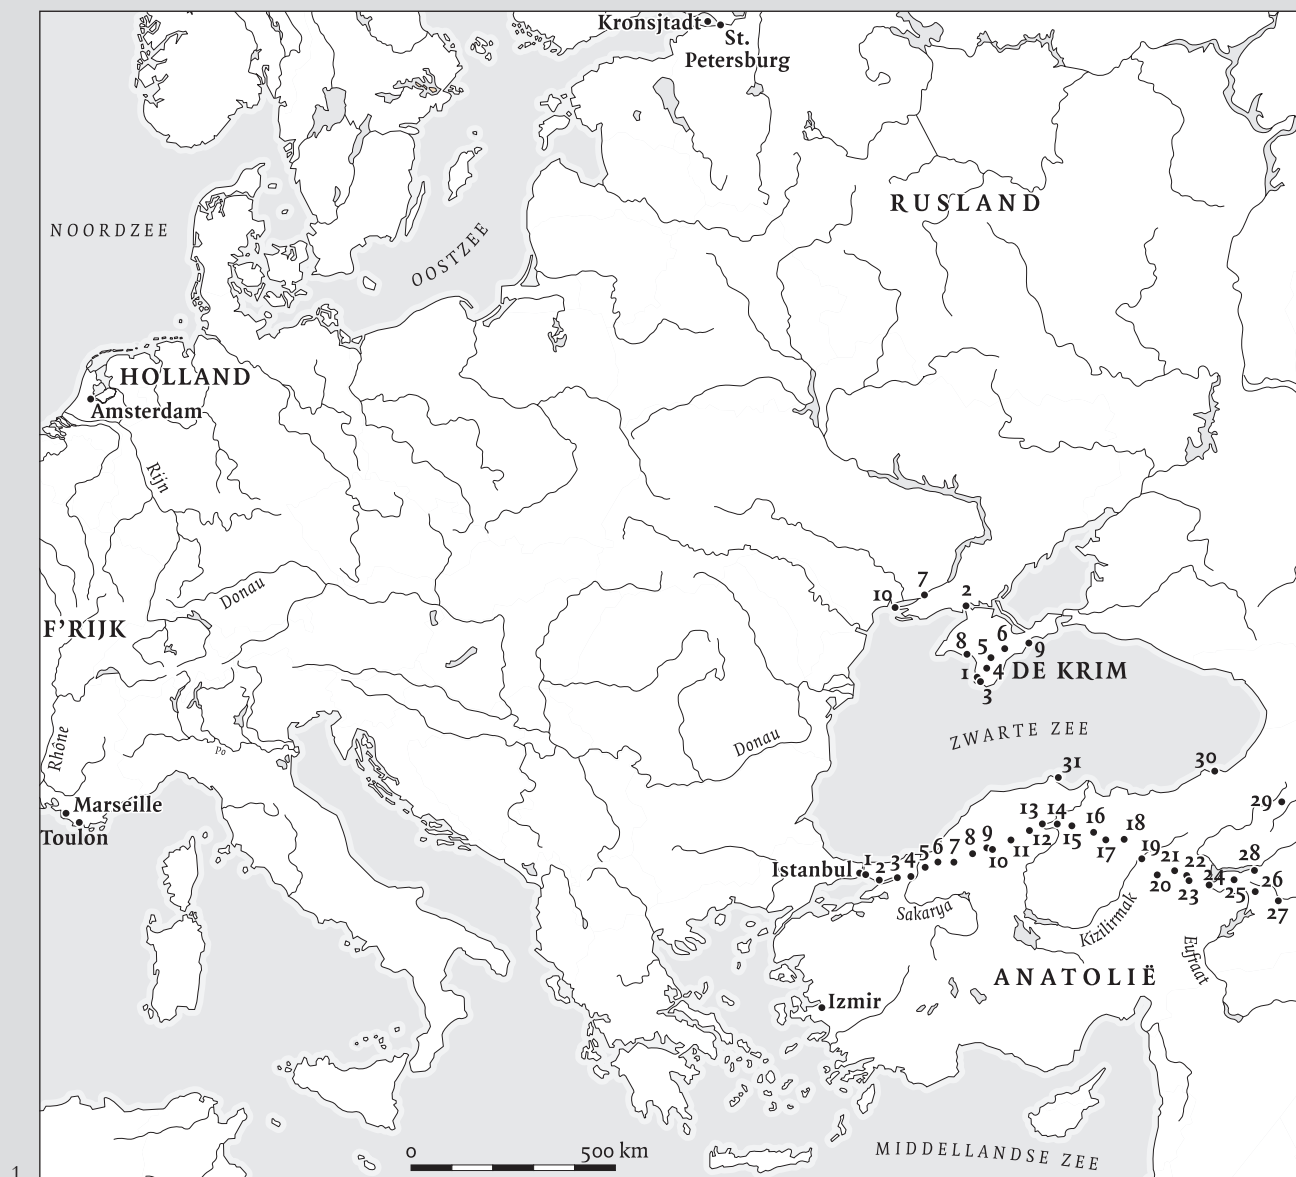 Kronsjtadt
St.
Petersburg
RUSLAND
NOORDZEE
OOSTZEE
HOLLAND
Amsterdam
Rijn
Donau
F’RIJK
7
10
2
8
5
6
9
1
4
3
DE KRIM
ZWARTE ZEE
Donau
Rhône
Po
Marseille
Toulon
31
30
29
13
14
16
18
15
12
17
11
19
Istanbul
1
2
3
4
5
6
7
8
9
10
20
21
22
23
24
25
28
26
27
Sakarya
Kizilirmak
Eufraat
ANATOLIË
Izmir
0
500 km
MIDDELLANDSE ZEE
1